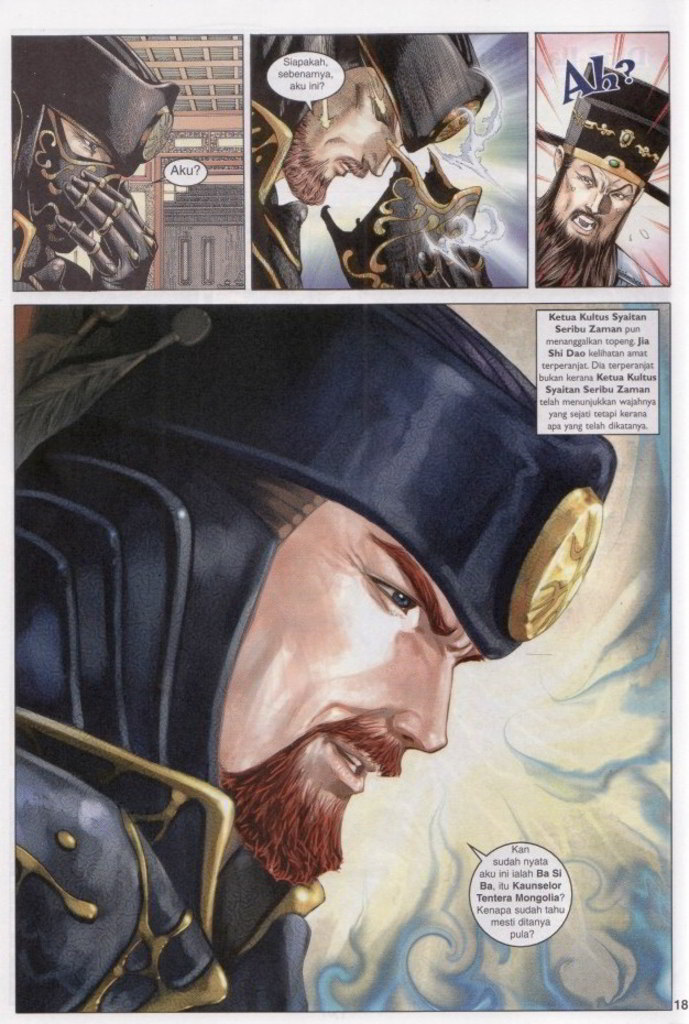 Aku?
Siapakah,
sebenarnya,
aku ini?
Ah?
Ketua Kultus Syaitan
Seribu Zaman pun
menanggalkan topeng. Jia
Shi Dao kelihatan amat
terperanjat. Dia terperanjat
bukan kerana Ketua Kultus
Syaitan Seribu Zaman
telah menunjukkan wajahnya
yang sejati tetapi kerana
apa yang telah dikatanya.
Kan
sudah nyata
aku ini ialah Ba Si
Ba, itu Kaunselor
Tentera Mongolia?
Kenapa sudah tahu
mesti ditanya
pula?
18